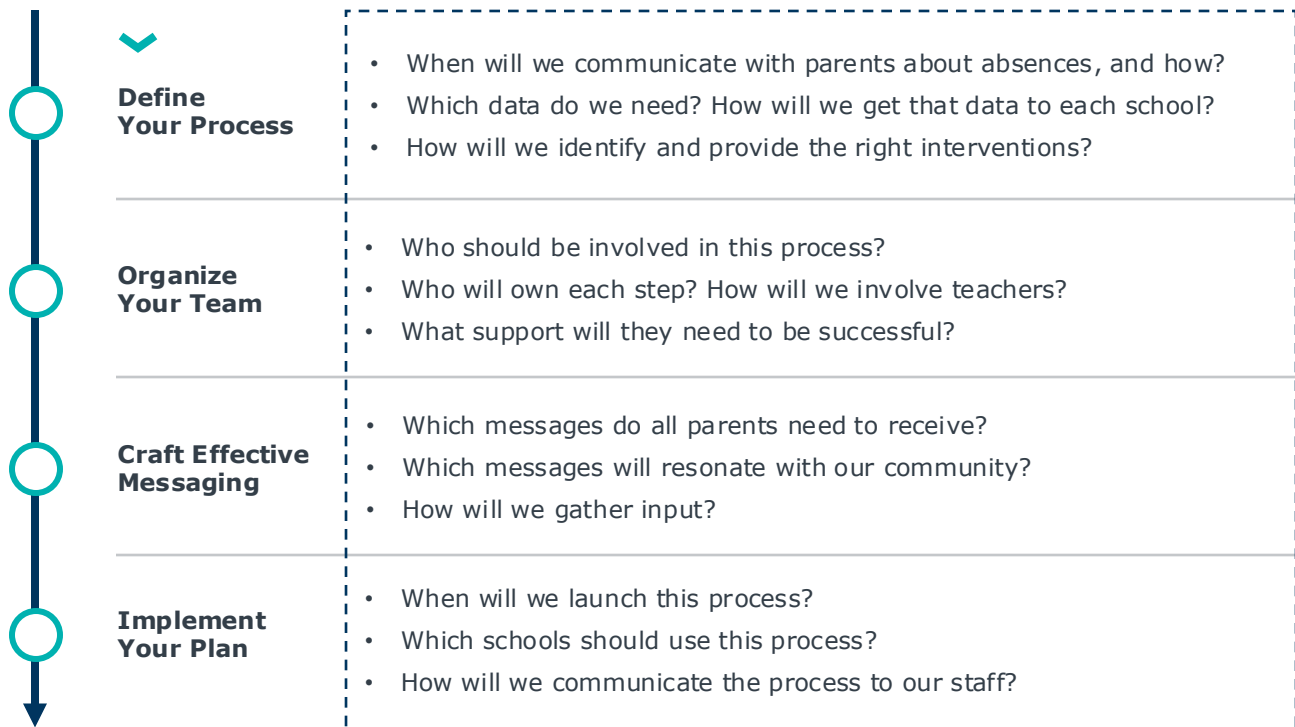 Define
Your Process
• When will we communicate with parents about absences, and how?
• Which data do we need? How will we get that data to each school?
• How will we identify and provide the right interventions?
Organize
Your Team
• Who should be involved in this process?
• Who will own each step? How will we involve teachers?
• What support will they need to be successful?
Craft Effective
Messaging
• Which messages do all parents need to receive?
• Which messages will resonate with our community?
• How will we gather input?
Implement
Your Plan
• When will we launch this process?
• Which schools should use this process?
• How will we communicate the process to our staff?